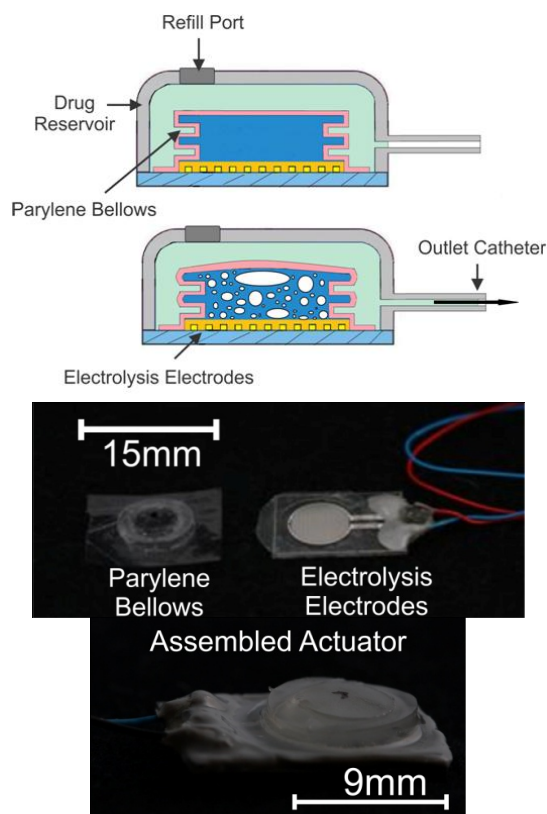 Refill Port
Drug
Reservoir
Parylene Bellows
Outlet Catheter
Electrolysis Electrodes
15mm
Parylene
Bellows
Electrolysis
Electrodes
Assembled Actuator
9mm